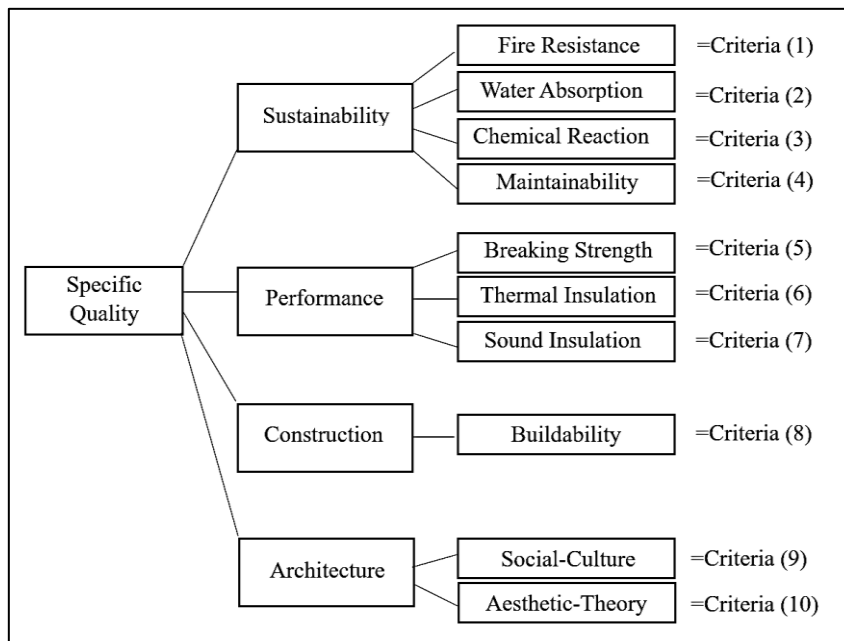 Fire Resistance =Criteria (1)
Water Absorption =Criteria (2)
Sustainability
Chemical Reaction =Criteria (3)
Maintainability =Criteria (4)
Breaking Strength =Criteria (5)
Specific
Quality
Performance
Thermal Insulation =Criteria (6)
Sound Insulation =Criteria (7)
Construction
Buildability =Criteria (8)
Architecture
Social-Culture =Criteria (9)
Aesthetic-Theory =Criteria (10)